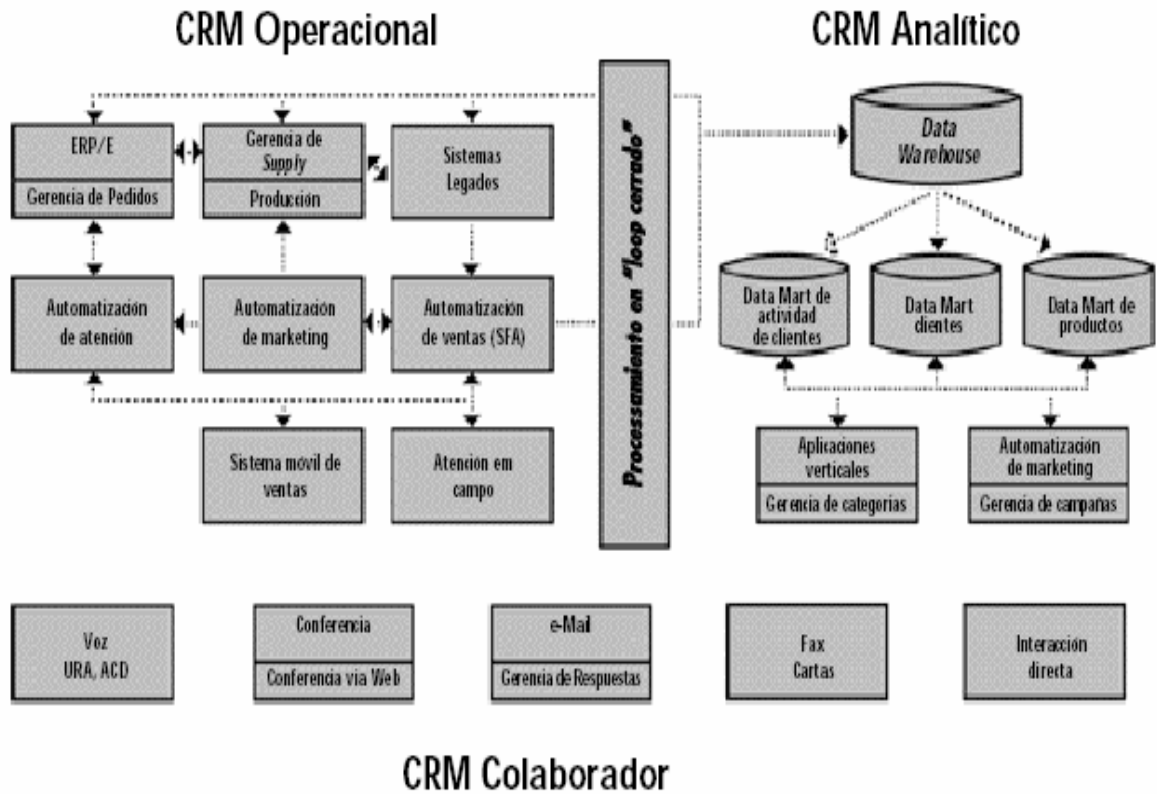 CRM Operacional
CRM Analítico
ERP/E
Gerencia de Pedidos
Gerencia de
Supply
Producción
Sistemas
Legados
Processamiento en “loop cerrado”
Data
Warehouse
Automatización
de atención
Automatización
de marketing
Automatización
de ventas (SFA)
Data Mart de
actividad
de clientes
Data Mart
clientes
Data Mart de
productos
Sistema móvil de
ventas
Atención em
campo
Aplicaciones
verticales
Gerencia de categorias
Automatización
de marketing
Gerencia de campañas
Voz
URA, ACD
Conferencia
Conferencia via Web
e-Mail
Gerencia de Respuestas
Fax
Cartas
Interacción
directa
CRM Colaborador